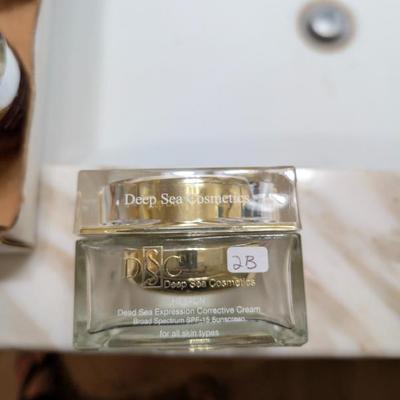 Deep Sea Cosmetics
DSC
2B
Deep Sea Cosmetics
Dead Sea Expression Corrective Cream
Broad Spectrum SPF-15 Sunscreen
for all skin types